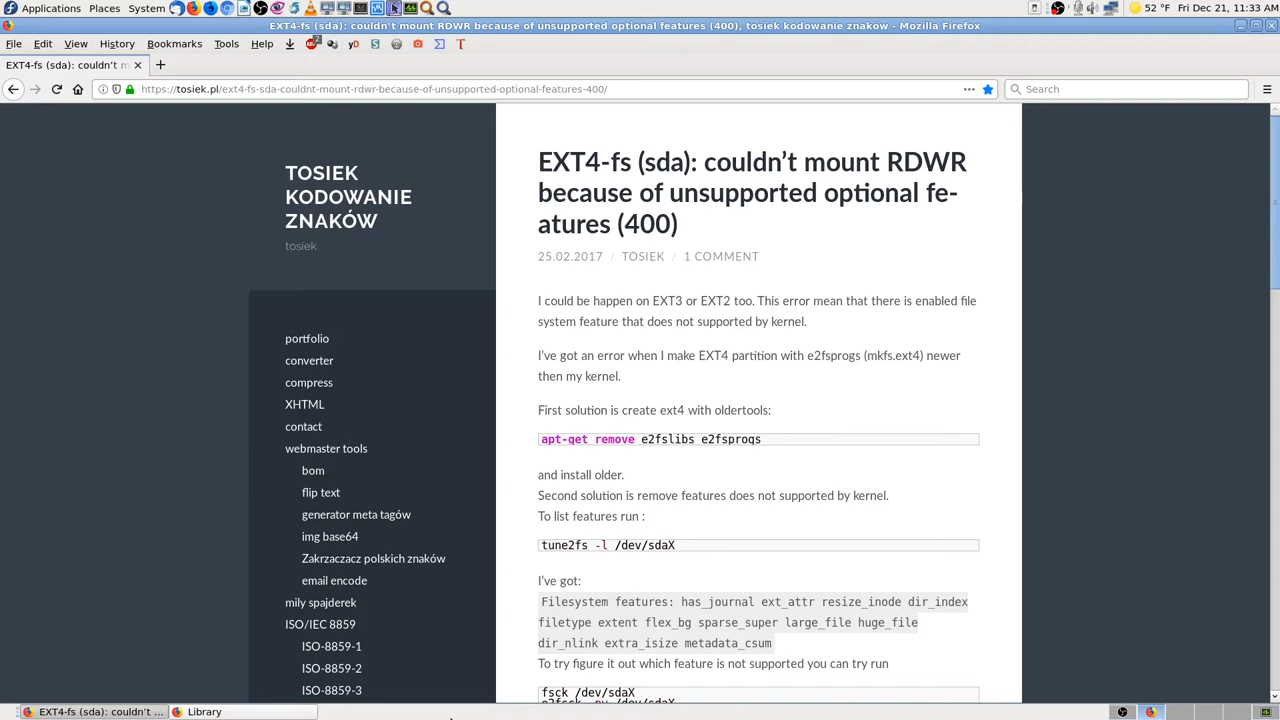 Applications Places System 52 °F Fri Dec 21, 11:33 AM
EXT4-fs (sda): couldn't mount RDWR because of unsupported optional features (400), tosiek kodowanie znakow - Mozilla Firefox
File Edit View History Bookmarks Tools Help 2 yD S T
EXT4-fs (sda): couldn't m
https://tosiek.pl/ext4-fs-sda-couldnt-mount-rdwr-because-of-unsupported-optional-features-400/ Search
TOSIEK
KODOWANIE
ZNAKÓW
tosiek
portfolio
converter
compress
XHTML
contact
webmaster tools
bom
flip text
generator meta tagów
img base64
Zakrzaczacz polskich znaków
email encode
mily spajderek
ISO/IEC 8859
ISO-8859-1
ISO-8859-2
ISO-8859-3
EXT4-fs (sda): couldn't mount RDWR
because of unsupported optional fe-
atures (400)
25.02.2017 / TOSIEK / 1 COMMENT
I could be happen on EXT3 or EXT2 too. This error mean that there is enabled file
system feature that does not supported by kernel.
I've got an error when I make EXT4 partition with e2fsprogs (mkfs.ext4) newer
then my kernel.
First solution is create ext4 with oldertools:
apt-get remove e2fslibs e2fsprogs
and install older.
Second solution is remove features does not supported by kernel.
To list features run :
tune2fs -l /dev/sdaX
I've got:
Filesystem features: has_journal ext_attr resize_inode dir_index
filetype extent flex_bg sparse_super large_file huge_file
dir_nlink extra_isize metadata_csum
To try figure it out which feature is not supported you can try run
fsck /dev/sdaX
e2fsck -pv /dev/sdaX
EXT4-fs (sda): couldn't ... Library